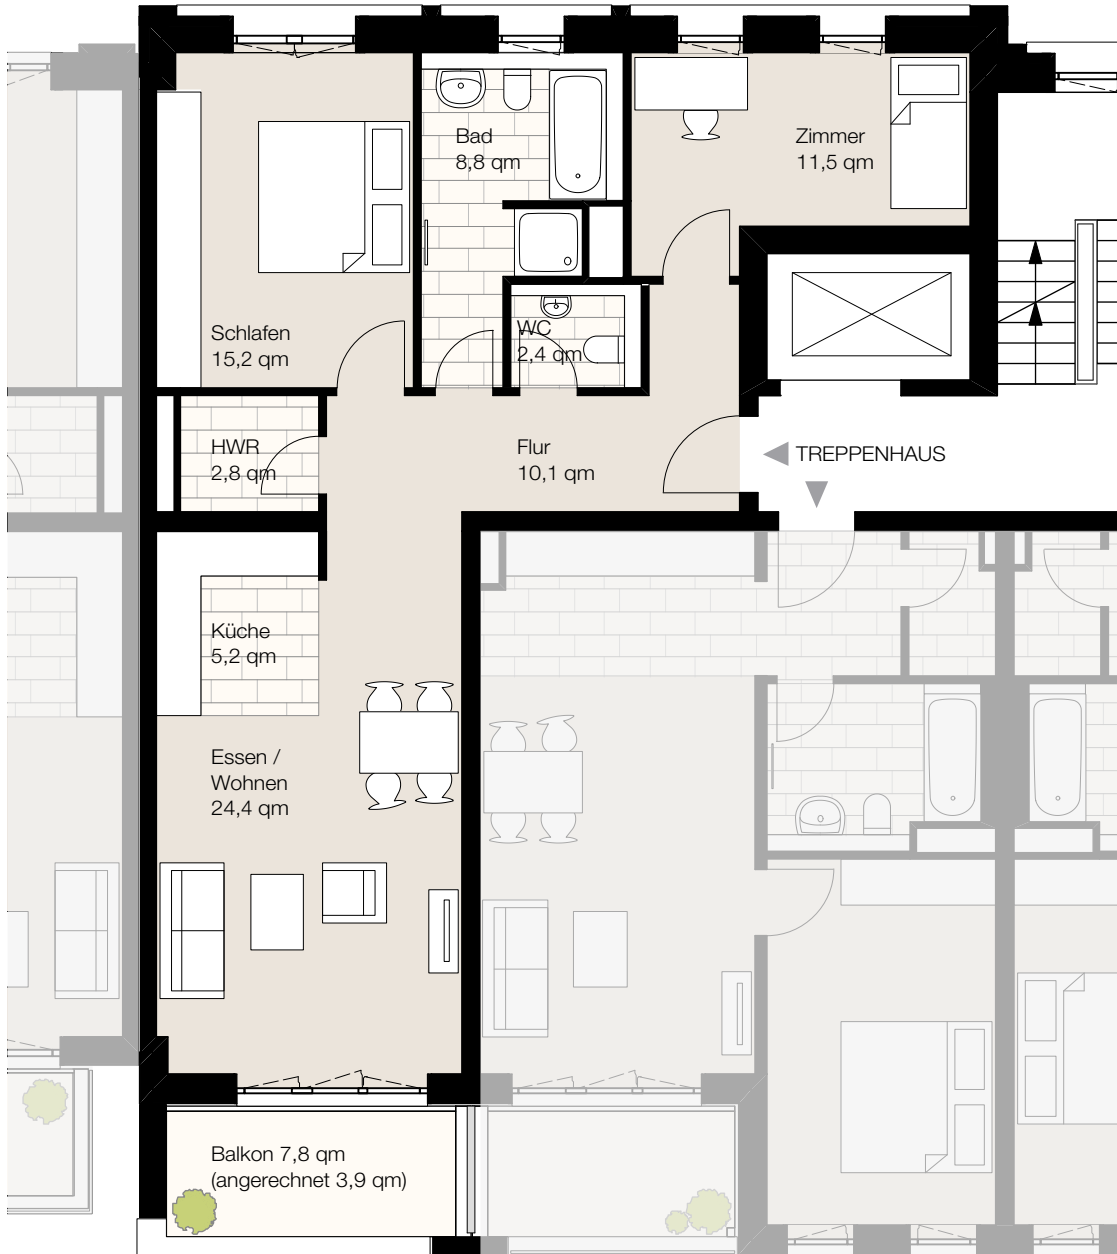 Bad
8,8 qm
Zimmer
11,5 qm
Schlafen
15,2 qm
WC
2,4 qm
HWR
2,8 qm
Flur
10,1 qm
TREPPENHAUS
Küche
5,2 qm
Essen /
Wohnen
24,4 qm
Balkon 7,8 qm
(angerechnet 3,9 qm)